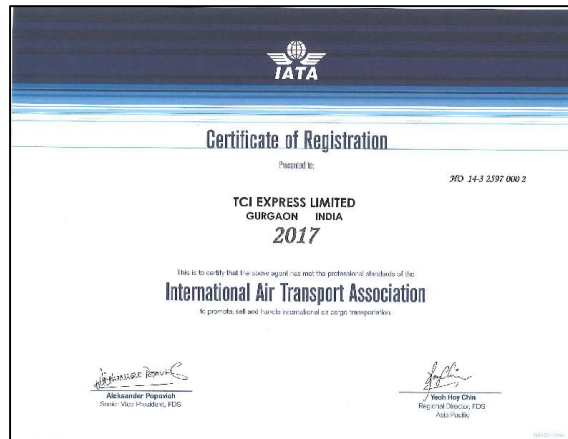 IATA
Certificate of Registration
Presented to:
HO 14-3 2597 000 2
TCI EXPRESS LIMITED
GURGAON INDIA
2017
This is to certify that the above agent has met the professional standards of the
International Air Transport Association
to promote, sell and handle international air cargo transportation.
Aleksander Popovich
Senior Vice President, FDS
Yeoh Hoy Chin
Regional Director, FDS
Asia Pacific